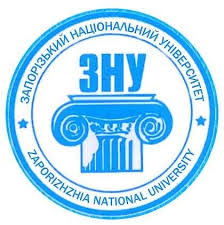 ЗАПОРІЗЬКИЙ НАЦІОНАЛЬНИЙ УНІВЕРСИТЕТ
ЗНУ
ZAPORIZHZHIA NATIONAL UNIVERSITY